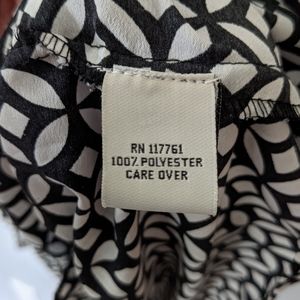 RN 117761
100% POLYESTER
CARE OVER